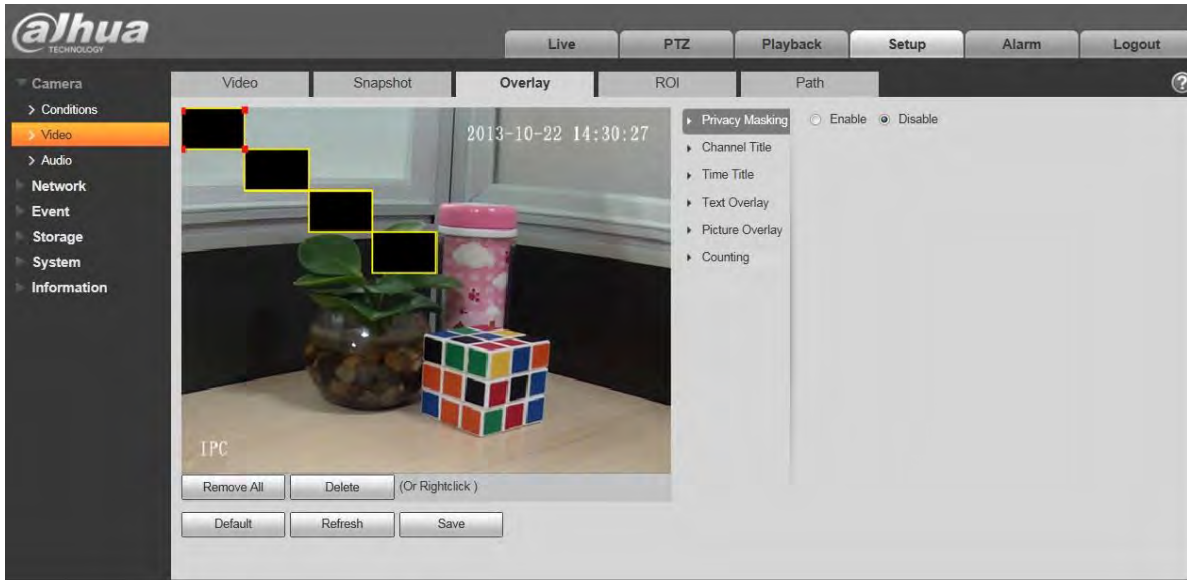 alhua
TECHNOLOGY
Live PTZ Playback Setup Alarm Logout
Camera
> Conditions
> Video
> Audio
Network
Event
Storage
System
Information
Video Snapshot Overlay ROI Path
?
2013-10-22 14:30:27
IPC
Privacy Masking
Enable Disable
Channel Title
Time Title
Text Overlay
Picture Overlay
Counting
Remove All Delete (Or Rightclick )
Default Refresh Save